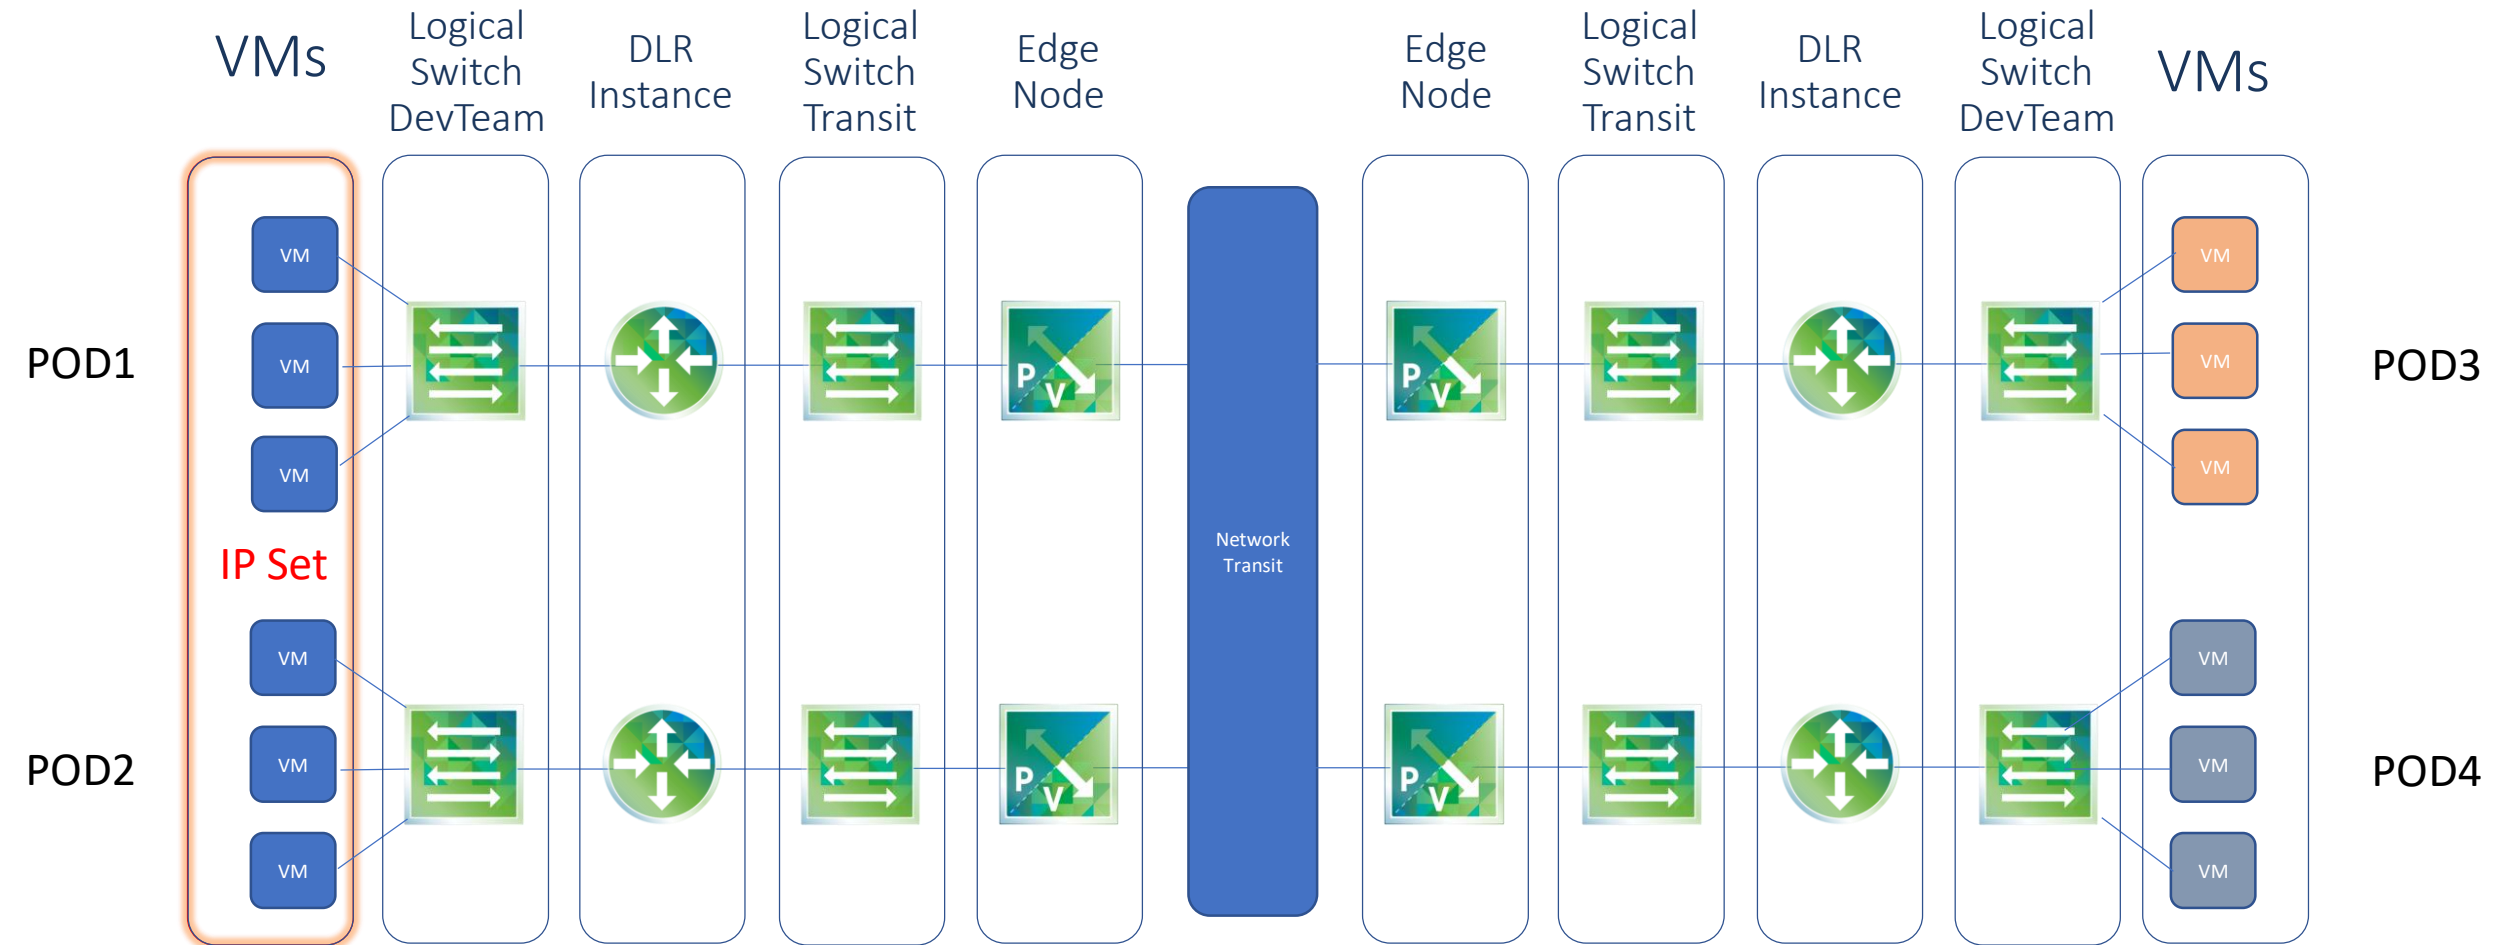 VMs
Logical
Switch
DevTeam
DLR
Instance
Logical
Switch
Transit
Edge
Node
Edge
Node
Logical
Switch
Transit
DLR
Instance
Logical
Switch
DevTeam
VMs
POD1
VM
VM
VM
IP Set
POD2
VM
VM
VM
P
V
P
V
Network
Transit
P
V
P
V
VM
VM
VM
POD3
VM
VM
VM
POD4